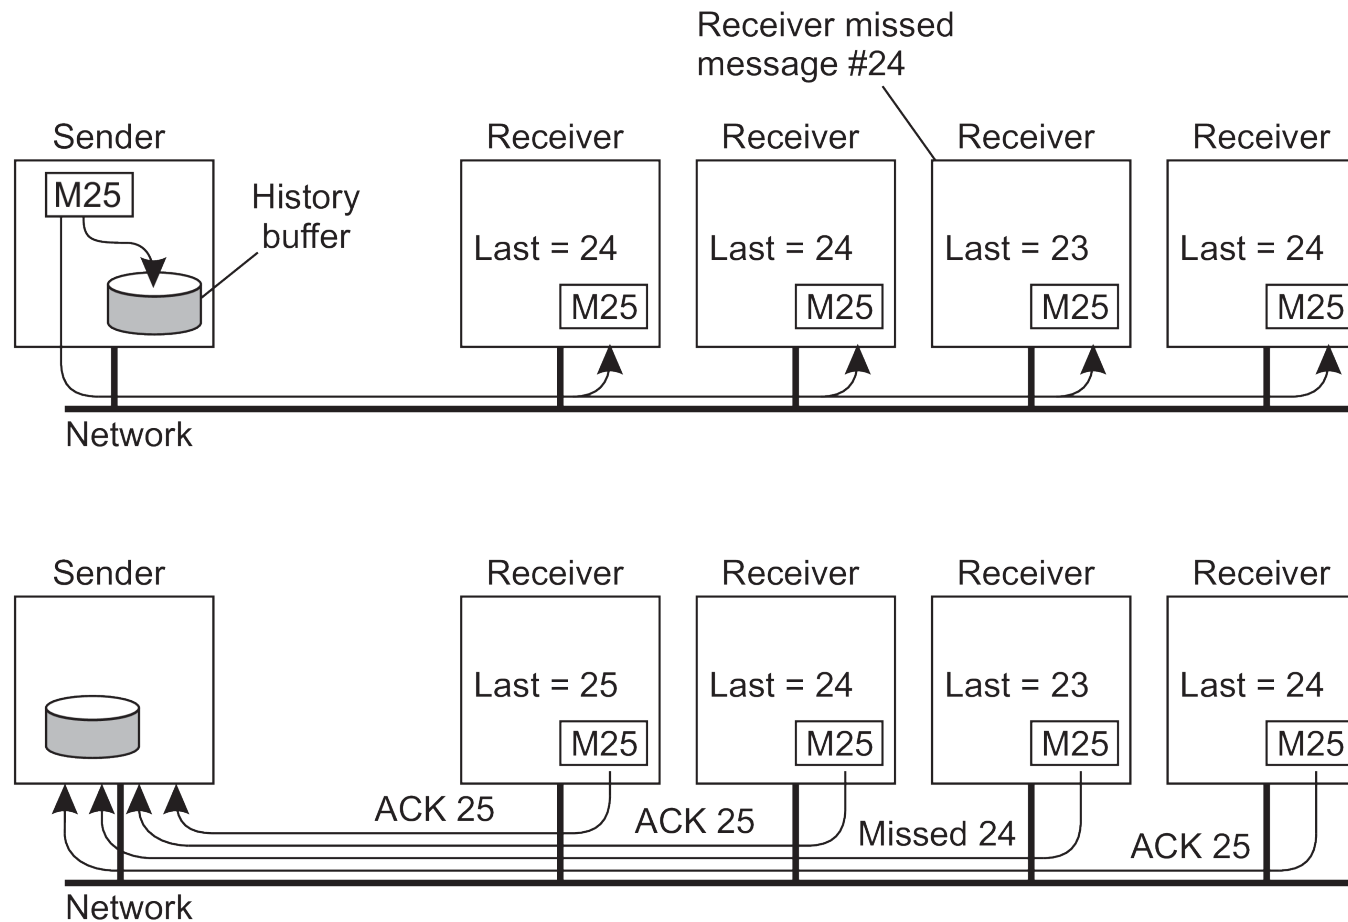 Receiver missed
message #24
Sender
Receiver
Receiver
Receiver
Receiver
M25
History
buffer
Last = 24
Last = 24
Last = 23
Last = 24
M25
M25
M25
M25
Network
Sender
Receiver
Receiver
Receiver
Receiver
Last = 25
Last = 24
Last = 23
Last = 24
M25
M25
M25
M25
ACK 25
ACK 25
Missed 24
ACK 25
Network